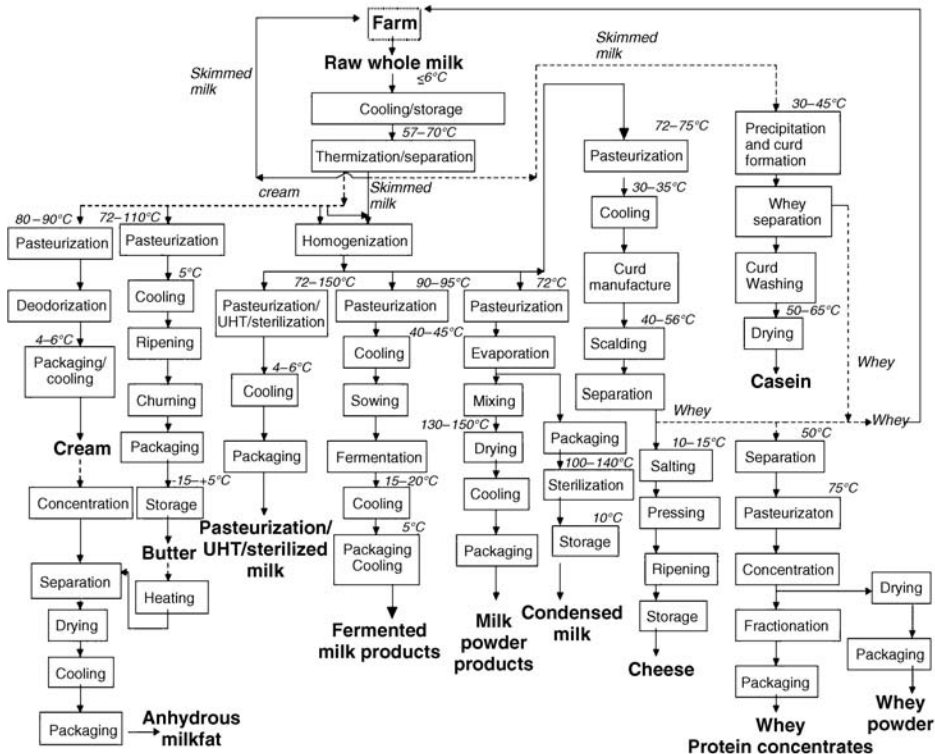 Farm
Raw whole milk
≤6°C
Skimmed
milk
Skimmed
milk
Cooling/storage
57–70°C
Thermization/separation
cream
Skimmed
milk
Homogenization
80–90°C
Pasteurization
Deodorization
4–6°C
Packaging/
cooling
Cream
Concentration
Separation
Drying
Cooling
Packaging
Anhydrous
milkfat
72–110°C
Pasteurization
5°C
Cooling
Ripening
Churning
Packaging
-15–+5°C
Storage
Butter
Heating
72–150°C
Pasteurization/
UHT/sterilization
4–6°C
Cooling
Packaging
Pasteurization/
UHT/sterilized
milk
90–95°C
Pasteurization
40–45°C
Cooling
Sowing
Fermentation
15–20°C
Cooling
5°C
Packaging
Cooling
Fermented
milk products
72°C
Pasteurization
Evaporation
Mixing
130–150°C
Drying
Cooling
Packaging
Milk
powder
products
Packaging
100–140°C
Sterilization
10°C
Storage
Condensed
milk
72–75°C
Pasteurization
30–35°C
Cooling
Curd
manufacture
40–56°C
Scalding
Separation
Whey
10–15°C
Salting
Pressing
Ripening
Storage
Cheese
30–45°C
Precipitation
and curd
formation
Whey
separation
Curd
Washing
50–65°C
Drying
Casein
Whey
Whey
50°C
Separation
75°C
Pasteurizaton
Concentration
Fractionation
Packaging
Whey
Protein concentrates
Drying
Packaging
Whey
powder